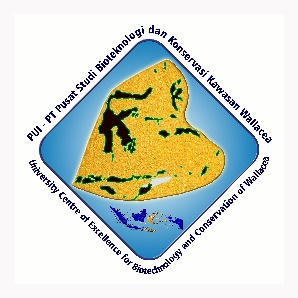 PUI - PT Pusat Studi Bioteknologi dan Konservasi Kawasan Wallacea
University Centre of Excellence for Biotechnology and Conservation of Wallacea